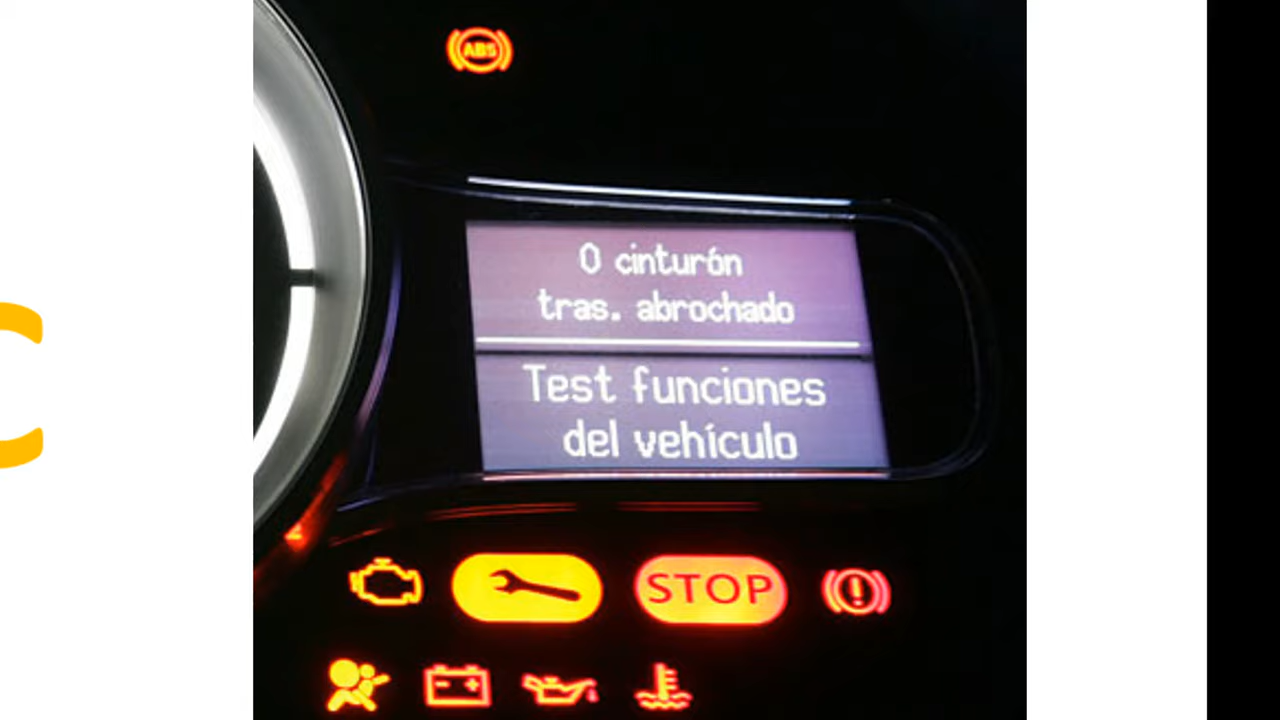 ABS
0 cinturón
tras. abrochado
Test funciones
del vehículo
STOP